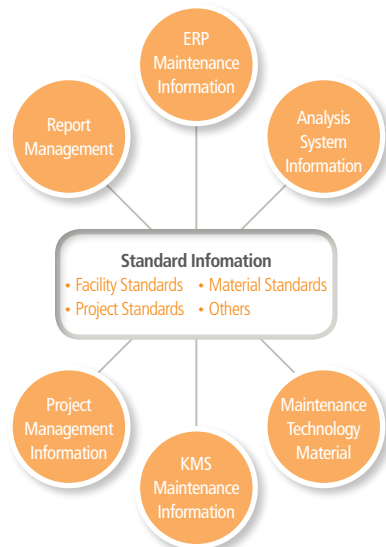 ERP
Maintenance
Information
Report
Management
Analysis
System
Information
Standard Infomation
• Facility Standards • Material Standards
• Project Standards • Others
Project
Management
Information
KMS
Maintenance
Information
Maintenance
Technology
Material